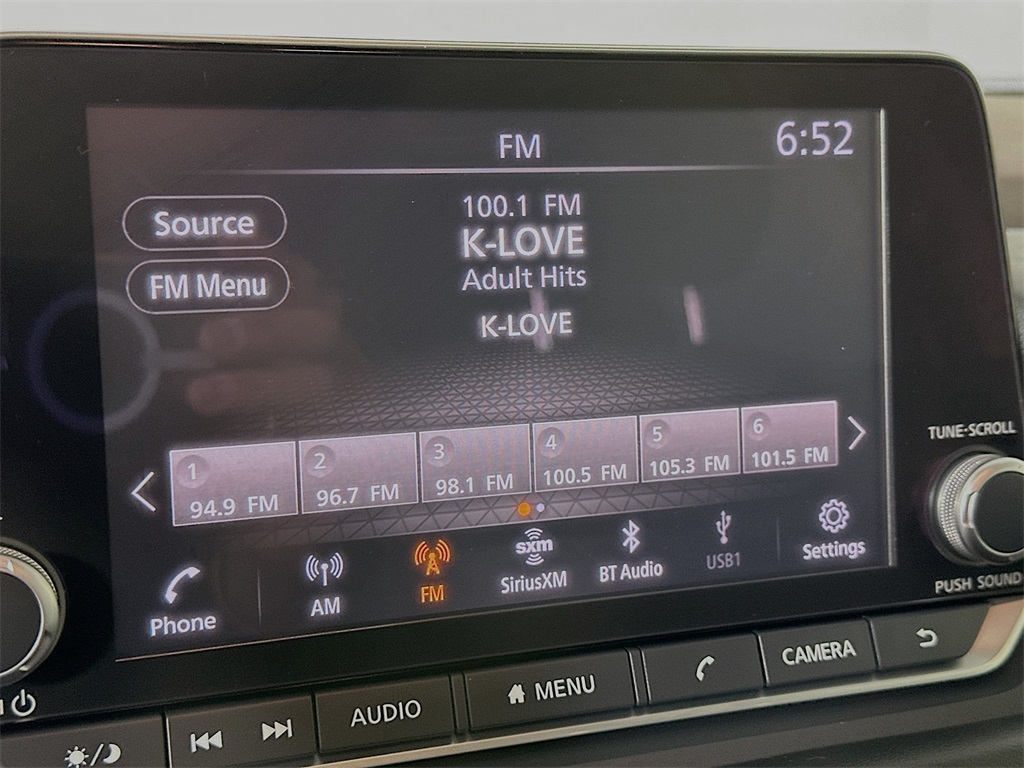 FM
6:52
Source
FM Menu
100.1 FM
K-LOVE
Adult Hits
K-LOVE
1
94.9 FM
2
96.7 FM
3
98.1 FM
4
100.5 FM
5
105.3 FM
6
101.5 FM
TUNE·SCROLL
PUSH SOUND
Phone
AM
FM
sxm
SiriusXM
BT Audio
USB1
Settings
AUDIO
MENU
CAMERA